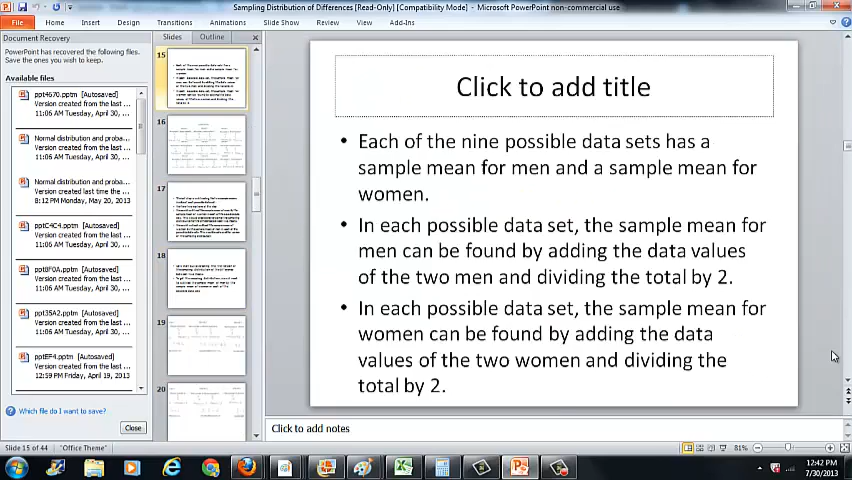 Sampling Distribution of Differences [Read-Only] [Compatibility Mode] - Microsoft PowerPoint non-commercial use
File Home Insert Design Transitions Animations Slide Show Review View Add-Ins
Document Recovery
PowerPoint has recovered the following files. Save the ones you wish to keep.
Available files
ppt4670.pptm [Autosaved]
Version created from the last ...
11:06 AM Tuesday, April 30, ...
Normal distribution and proba...
Version created from the last ...
11:06 AM Tuesday, April 30, ...
Normal distribution and proba...
Version created last time the ...
8:12 PM Monday, May 20, 2013
pptC4C4 [Autosaved]
Version created from the last ...
11:06 AM Tuesday, April 30, ...
ppt8F0A.pptm [Autosaved]
Version created from the last ...
11:06 AM Tuesday, April 30, ...
ppt35A2.pptm [Autosaved]
Version created from the last ...
11:06 AM Tuesday, April 30, ...
pptEF4.pptm [Autosaved]
Version created from the last ...
12:59 PM Friday, April 19, 2013
Which file do I want to save?
Close
Slides Outline
15
16
17
18
19
20
Click to add title
• Each of the nine possible data sets has a
sample mean for men and a sample mean for
women.
• In each possible data set, the sample mean for
men can be found by adding the data values
of the two men and dividing the total by 2.
• In each possible data set, the sample mean for
women can be found by adding the data
values of the two women and dividing the
total by 2.
Click to add notes
Slide 15 of 44 "Office Theme" 81%
12:42 PM
7/30/2013